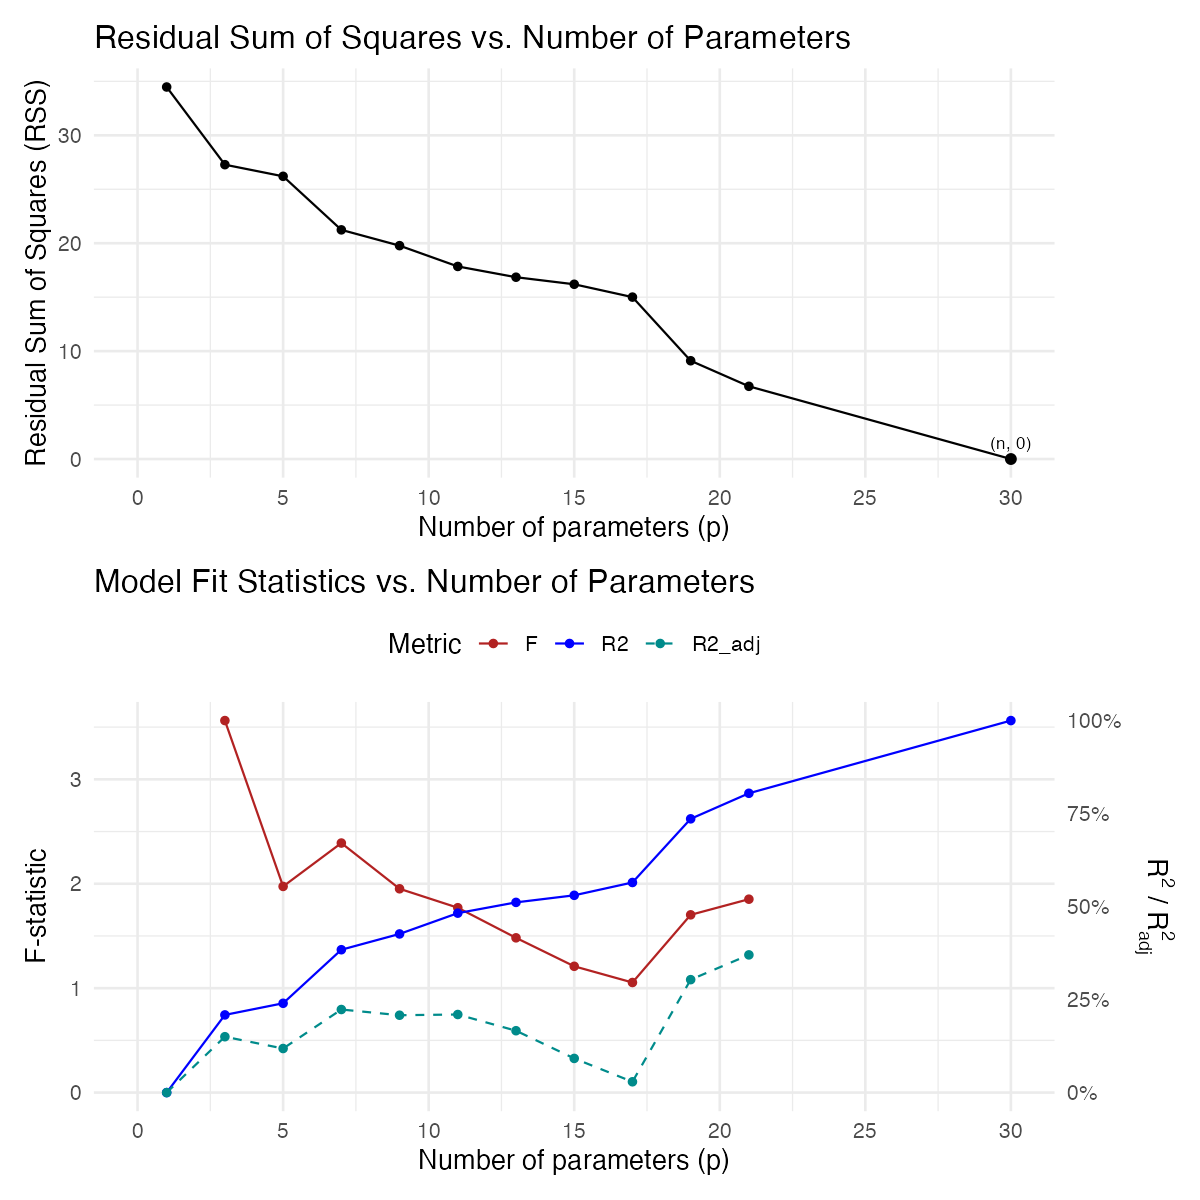 Residual Sum of Squares vs. Number of Parameters
Residual Sum of Squares (RSS)
30
20
10
0
(n, 0)
0 5 10 15 20 25 30
Number of parameters (p)
Model Fit Statistics vs. Number of Parameters
Metric F R2 R2_adj
F-statistic
3
2
1
0
100%
75%
50%
25%
0%
R² / R²adj
0 5 10 15 20 25 30
Number of parameters (p)